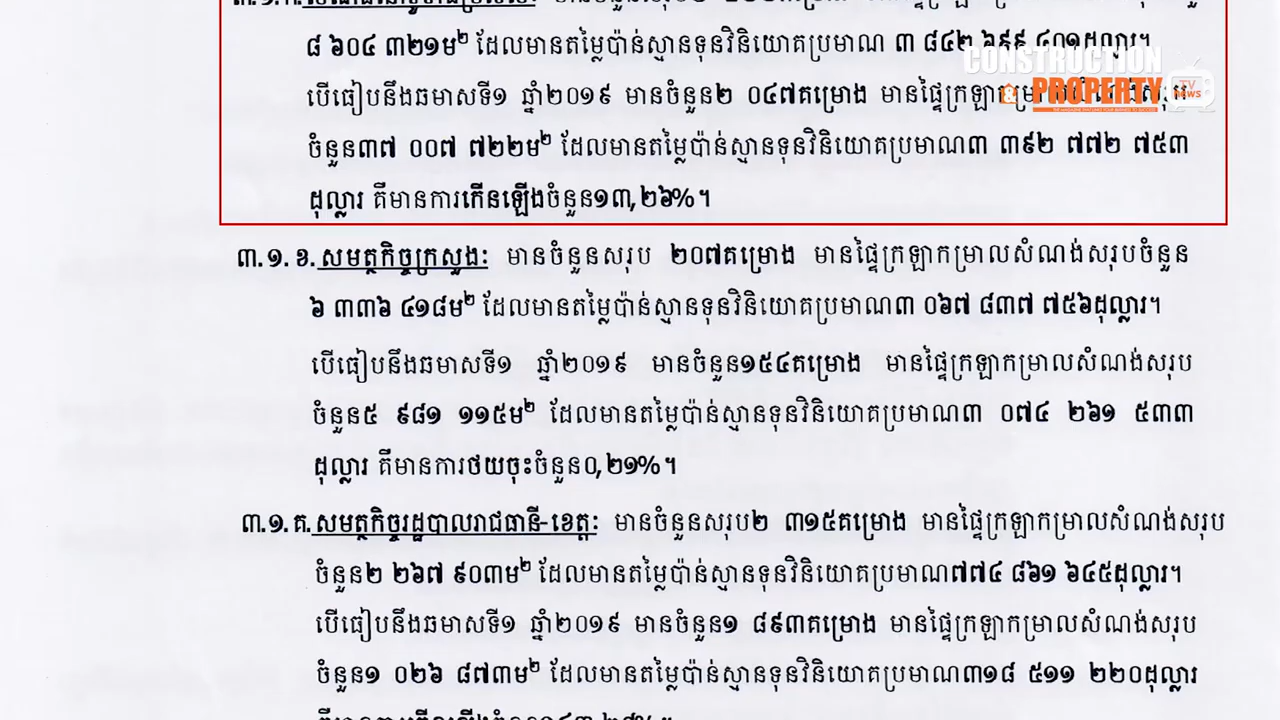 ៨ ៦០៤ ៣២១ម² ដែលមានតម្លៃប៉ាន់ស្មានទុនវិនិយោគប្រមាណ ៣ ៨៤២ ៦៩៩ ៤០១ដុល្លារ។
CONSTRUCTION
& PROPERTY
TV
News
បើធៀបនឹងឆមាសទី១ ឆ្នាំ២០១៩ មានចំនួន២ ០៤៧គម្រោង មានផ្ទៃក្រឡា
ចំនួន៣៧ ០០៧ ៧២២ម² ដែលមានតម្លៃប៉ាន់ស្មានទុនវិនិយោគប្រមាណ៣ ៣៩២ ៧៧២ ៧៥៣
ដុល្លារ គឺមានការកើនឡើងចំនួន១៣,២៦%។
៣.១.ខ. សមត្ថកិច្ចក្រសួង: មានចំនួនសរុប ២០៧គម្រោង មានផ្ទៃក្រឡាកម្រាលសំណង់សរុបចំនួន
៦ ៣៣៦ ៤១៨ម² ដែលមានតម្លៃប៉ាន់ស្មានទុនវិនិយោគប្រមាណ៣ ០៦៧ ៨៣៧ ៧៥៦ដុល្លារ។
បើធៀបនឹងឆមាសទី១ ឆ្នាំ២០១៩ មានចំនួន១៥៤គម្រោង មានផ្ទៃក្រឡាកម្រាលសំណង់សរុប
ចំនួន៥ ៩៨១ ១១៥ម² ដែលមានតម្លៃប៉ាន់ស្មានទុនវិនិយោគប្រមាណ៣ ០៧៤ ២៦១ ៥៣៣
ដុល្លារ គឺមានការថយចុះចំនួន០,២១%។
៣.១.គ. សមត្ថកិច្ចរដ្ឋបាលរាជធានី-ខេត្ត: មានចំនួនសរុប២ ៣១៥គម្រោង មានផ្ទៃក្រឡាកម្រាលសំណង់សរុប
ចំនួន២ ២៦៧ ៩០៣ម² ដែលមានតម្លៃប៉ាន់ស្មានទុនវិនិយោគប្រមាណ៧៧៤ ៨៦១ ៦៤៥ដុល្លារ។
បើធៀបនឹងឆមាសទី១ ឆ្នាំ២០១៩ មានចំនួន១ ៨៩៣គម្រោង មានផ្ទៃក្រឡាកម្រាលសំណង់សរុប
ចំនួន១ ០២៦ ៨៧៣ម² ដែលមានតម្លៃប៉ាន់ស្មានទុនវិនិយោគប្រមាណ៣១៨ ៥១១ ២២០ដុល្លារ